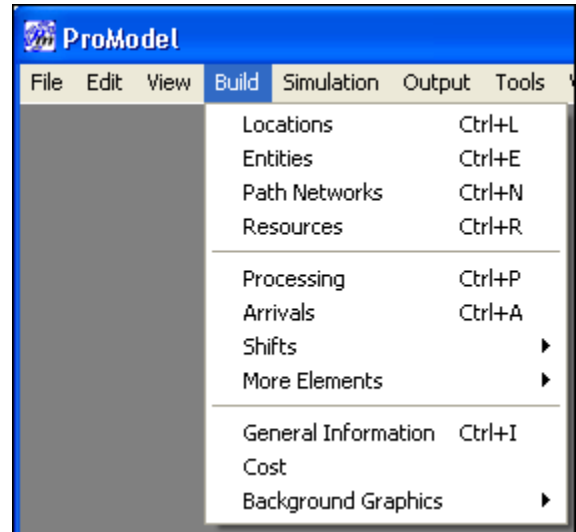 ProModel
File Edit View Build Simulation Output Tools
Locations Ctrl+L
Entities Ctrl+E
Path Networks Ctrl+N
Resources Ctrl+R
Processing Ctrl+P
Arrivals Ctrl+A
Shifts
More Elements
General Information Ctrl+I
Cost
Background Graphics